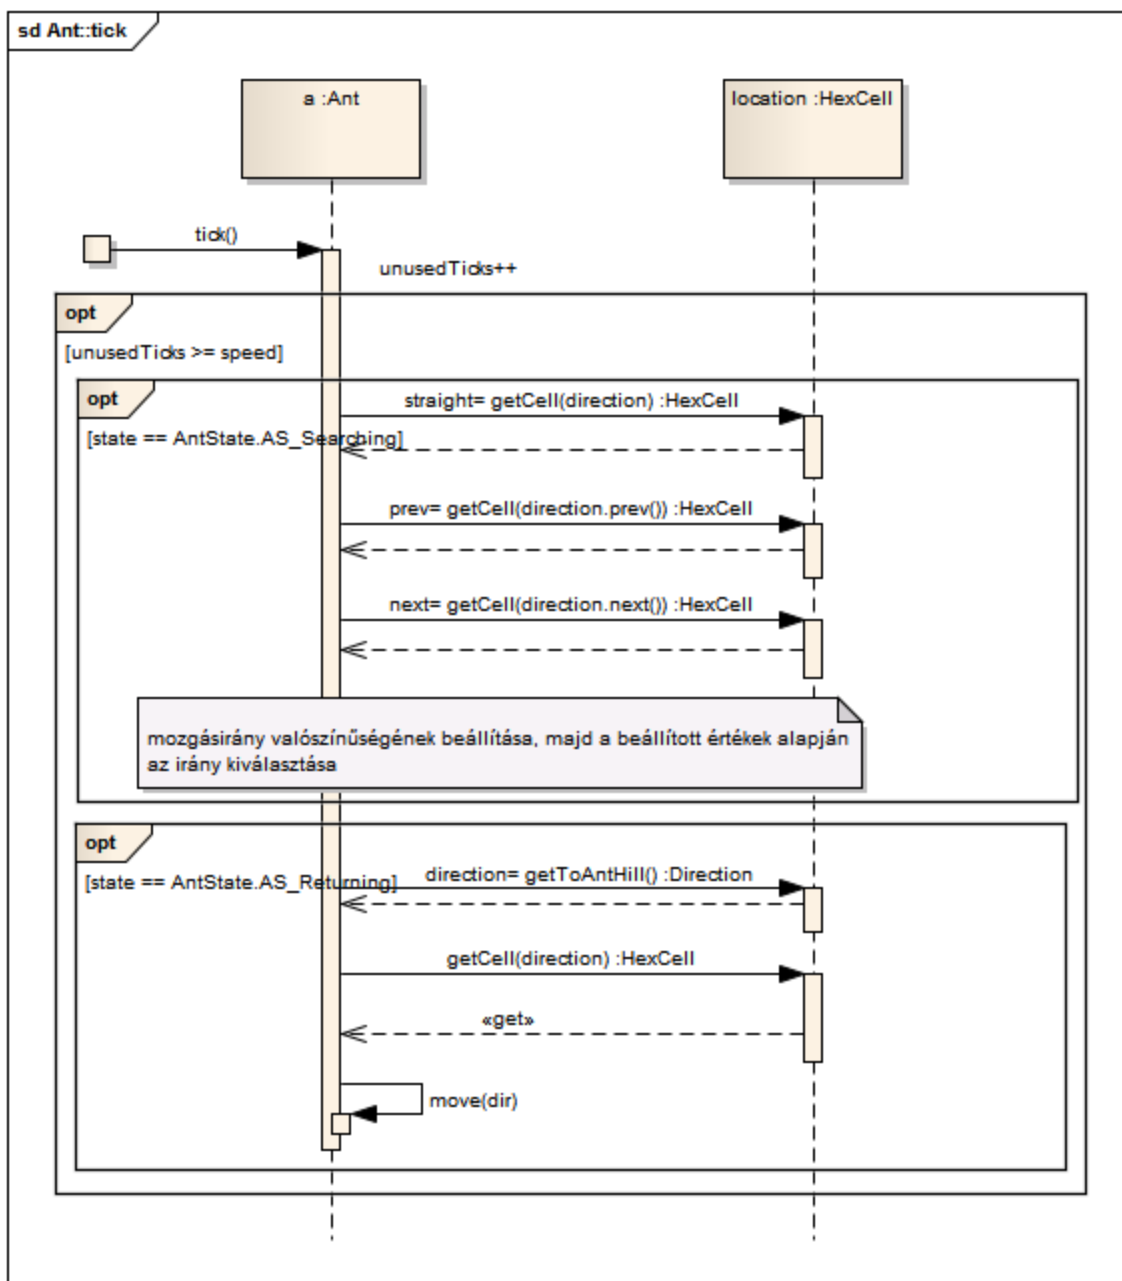 sd Ant::tick
a :Ant
location :HexCell
tick()
unusedTicks++
opt
[unusedTicks >= speed]
opt
straight= getCell(direction) :HexCell
[state == AntState.AS_Searching]
prev= getCell(direction.prev()) :HexCell
next= getCell(direction.next()) :HexCell
mozgásirány valószínűségének beállítása, majd a beállított értékek alapján
az irány kiválasztása
opt
direction= getToAntHill() :Direction
[state == AntState.AS_Returning]
getCell(direction) :HexCell
«get»
move(dir)